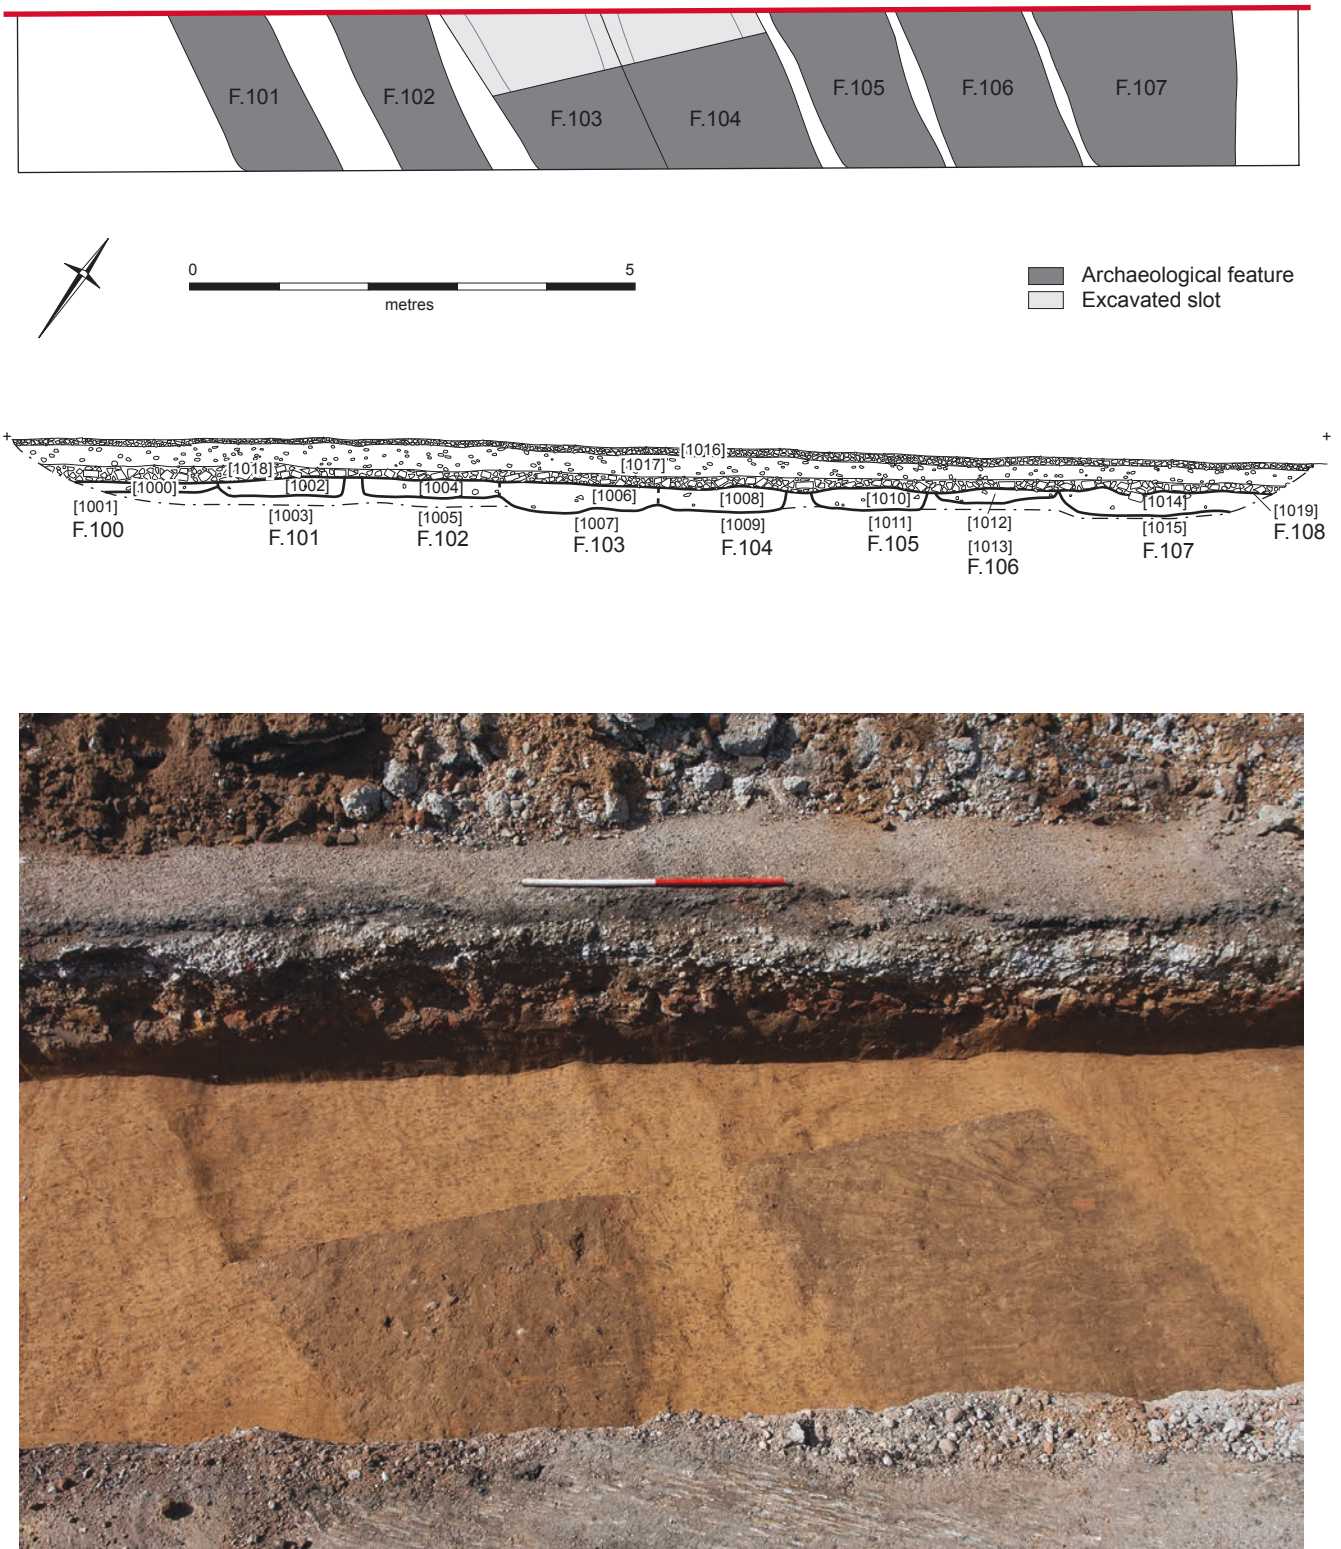 F.101 F.102 F.103 F.104 F.105 F.106 F.107
0 5
metres
Archaeological feature
Excavated slot
[1016]
[1017]
[1018]
[1000] [1002] [1004] [1006] [1008] [1010] [1014]
[1001] [1003] [1005] [1007] [1009] [1011] [1012] [1015] [1019]
[1013]
F.100 F.101 F.102 F.103 F.104 F.105 F.106 F.107 F.108